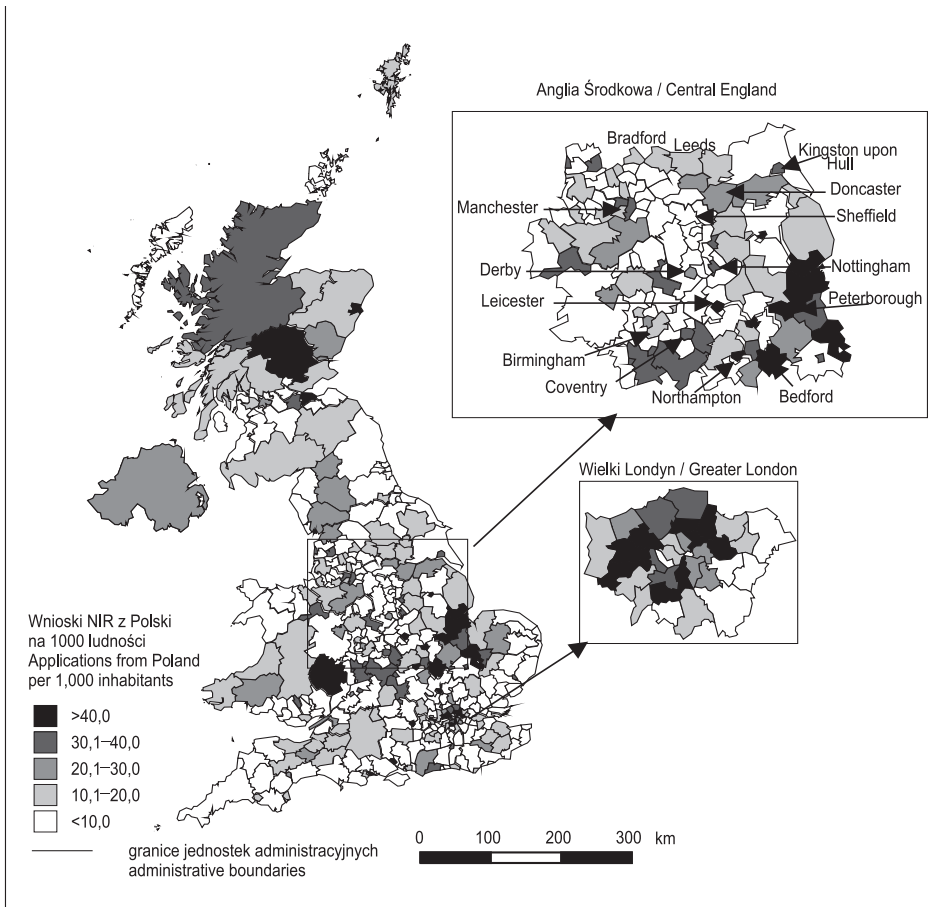 Anglia Środkowa / Central England
Bradford
Leeds
Kingston upon
Hull
Doncaster
Manchester
Sheffield
Derby
Nottingham
Leicester
Peterborough
Birmingham
Coventry
Northampton
Bedford
Wielki Londyn / Greater London
Wnioski NIR z Polski
na 1000 ludności
Applications from Poland
per 1,000 inhabitants
>40,0
30,1–40,0
20,1–30,0
10,1–20,0
<10,0
granice jednostek administracyjnych
administrative boundaries
0 100 200 300 km